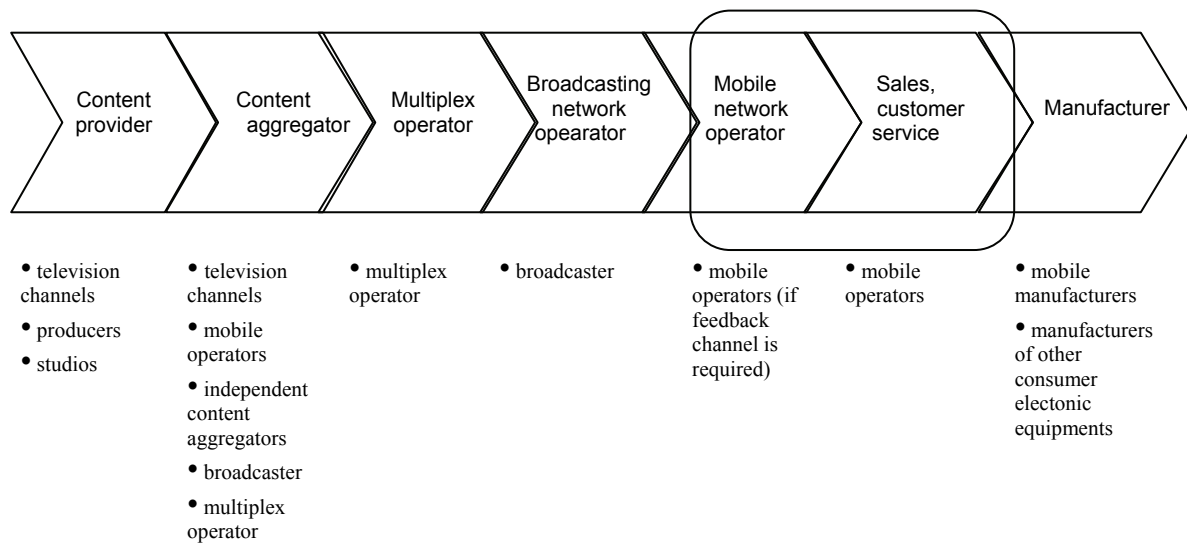 Content
provider
Content
aggregator
Multiplex
operator
Broadcasting
network
opearator
Mobile
network
operator
Sales,
customer
service
Manufacturer
• television
channels
• producers
• studios
• television
channels
• mobile
operators
• independent
content
aggregators
• broadcaster
• multiplex
operator
• multiplex
operator
• broadcaster
• mobile
operators (if
feedback
channel is
required)
• mobile
operators
• mobile
manufacturers
• manufacturers
of other
consumer
electonic
equipments